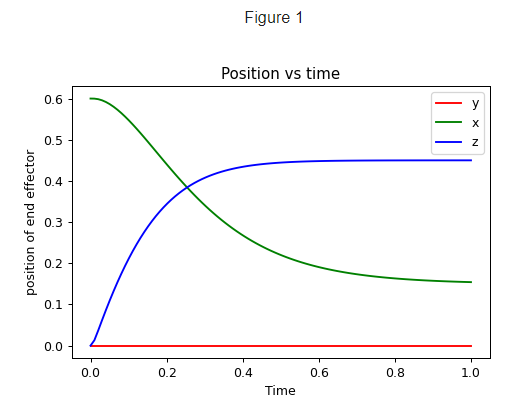 Figure 1
Position vs time
y
x
z
position of end effector
0.6
0.5
0.4
0.3
0.2
0.1
0.0
0.0 0.2 0.4 0.6 0.8 1.0
Time